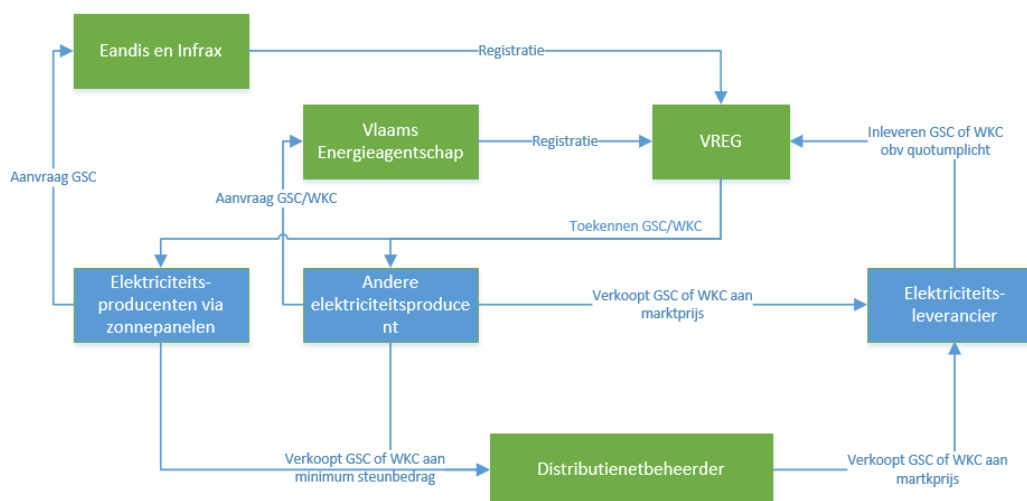 Eandis en Infrax
Registratie
Vlaams
Energieagentschap
Registratie
VREG
Inleveren GSC of WKC
obv quotumplicht
Aanvraag GSC
Aanvraag GSC/WKC
Toekennen GSC/WKC
Elektriciteits-
producenten via
zonnepanelen
Andere
elektriciteitsproduce
nt
Verkoopt GSC of WKC aan
marktprijs
Elektriciteits-
leverancier
Verkoopt GSC of WKC aan
minimum steunbedrag
Distributienetbeheerder
Verkoopt GSC of WKC aan
martkprijs